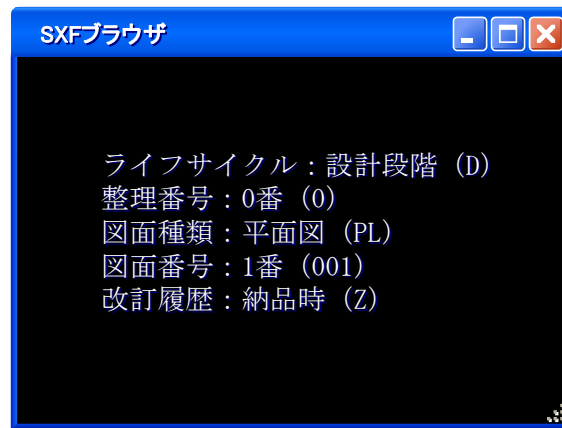 SXFブラウザ
ライフサイクル：設計段階（D）
整理番号：0番（0）
図面種類：平面図（PL）
図面番号：1番（001）
改訂履歴：納品時（Z）